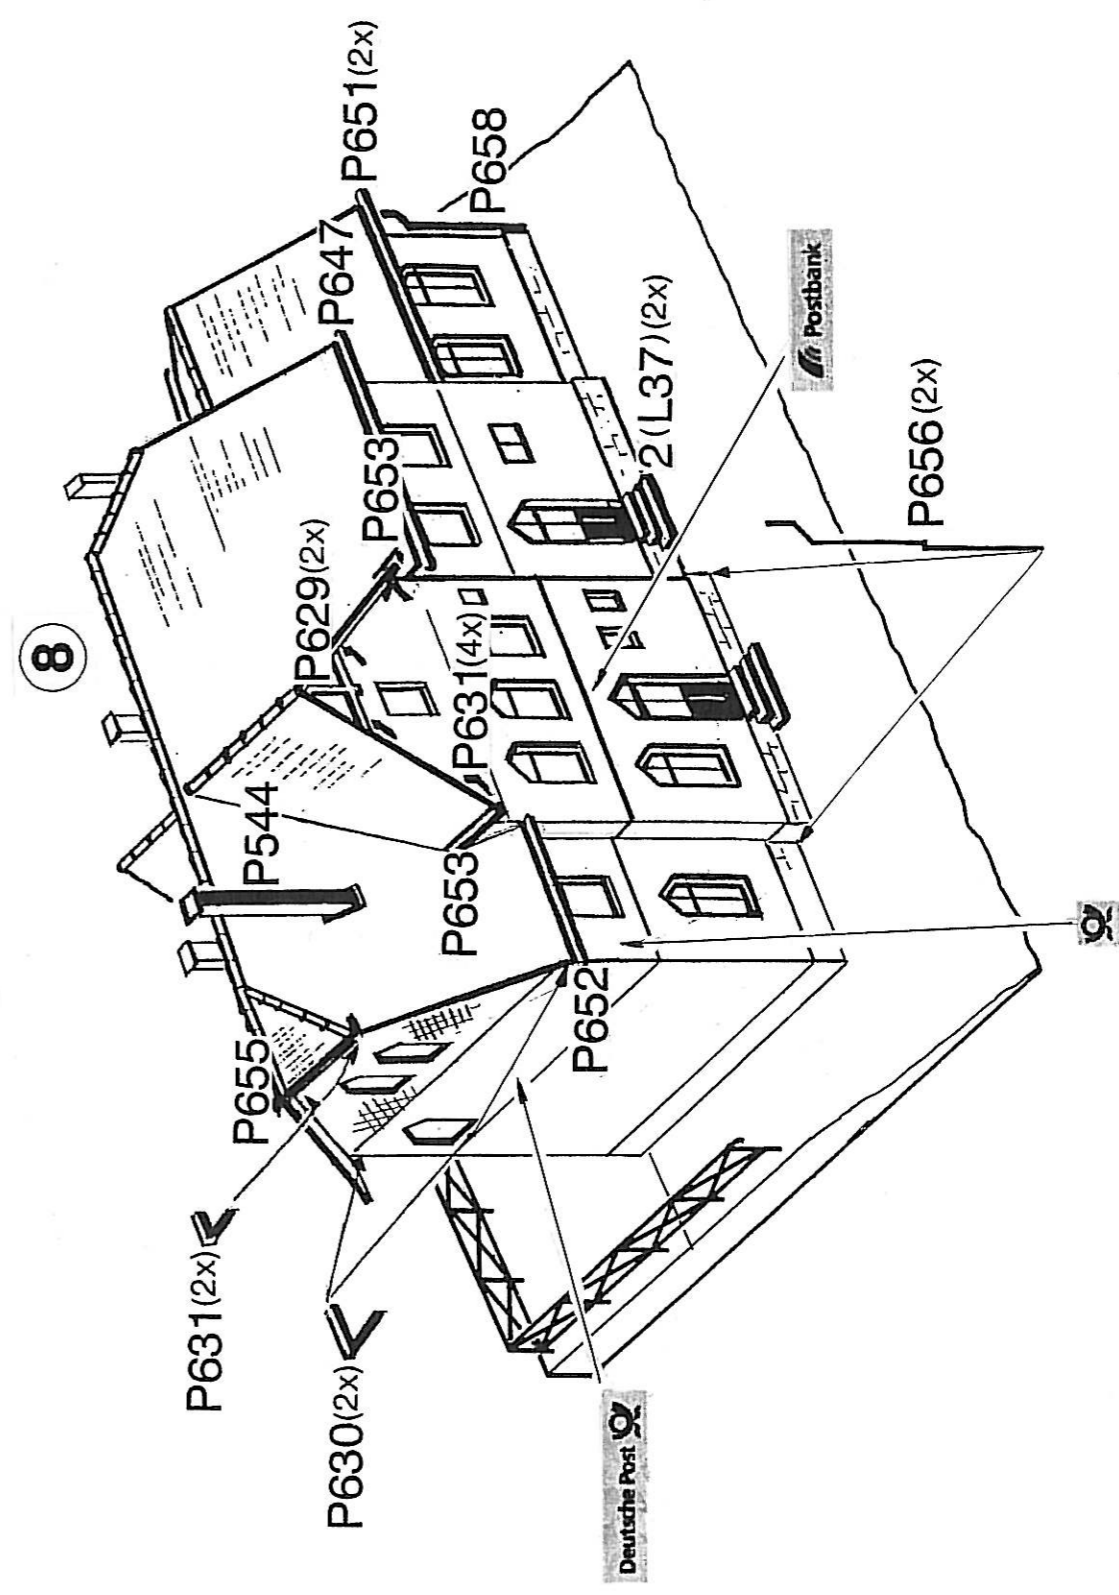 8
P651(2x)
P658
P647
P653
P629(2x)
P631(4x)
2(L37)(2x)
Postbank
P656(2x)
P544
P653
P652
P655
P631(2x)
P630(2x)
Deutsche Post